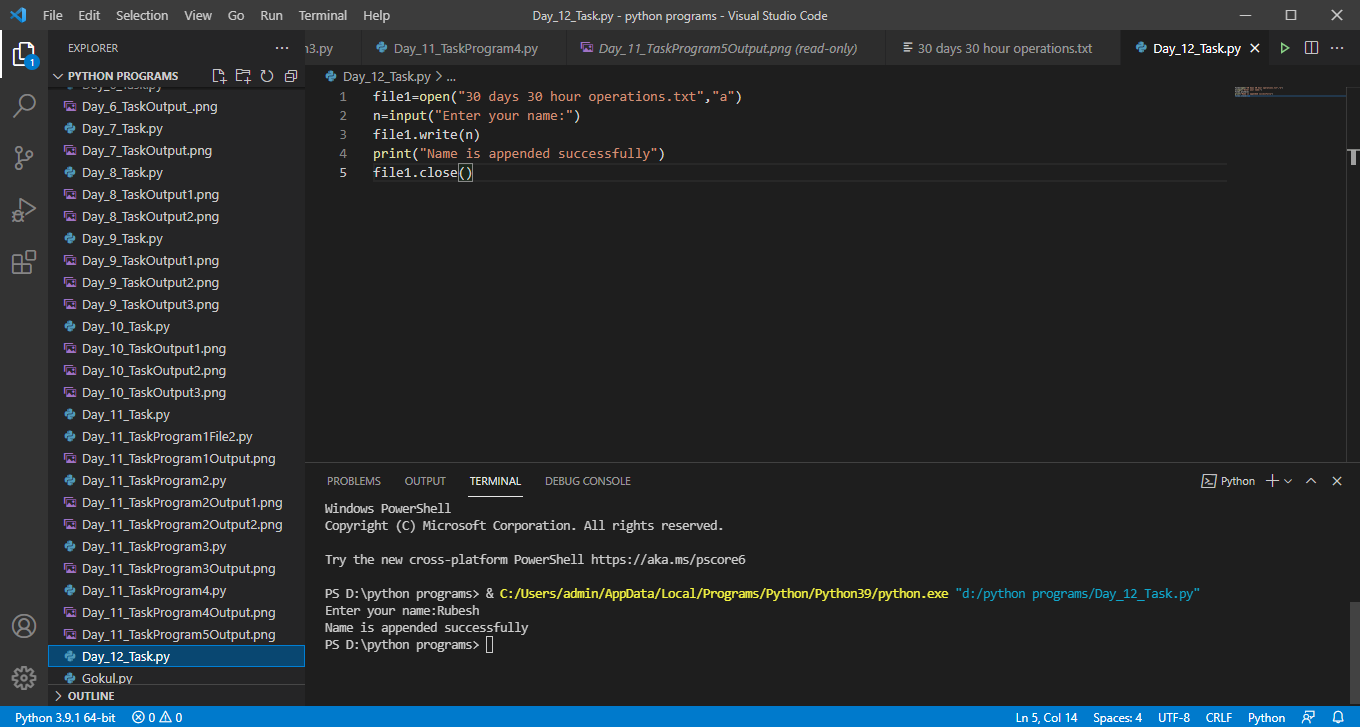 File Edit Selection View Go Run Terminal Help
Day_12_Task.py - python programs - Visual Studio Code
EXPLORER
n3.py
Day_11_TaskProgram4.py
Day_11_TaskProgram5Output.png (read-only)
30 days 30 hour operations.txt
Day_12_Task.py
1
PYTHON PROGRAMS
Day_6_TaskOutput_.png
Day_7_Task.py
Day_7_TaskOutput.png
Day_8_Task.py
Day_8_TaskOutput1.png
Day_8_TaskOutput2.png
Day_9_Task.py
Day_9_TaskOutput1.png
Day_9_TaskOutput2.png
Day_9_TaskOutput3.png
Day_10_Task.py
Day_10_TaskOutput1.png
Day_10_TaskOutput2.png
Day_10_TaskOutput3.png
Day_11_Task.py
Day_11_TaskProgram1File2.py
Day_11_TaskProgram1Output.png
Day_11_TaskProgram2.py
Day_11_TaskProgram2Output1.png
Day_11_TaskProgram2Output2.png
Day_11_TaskProgram3.py
Day_11_TaskProgram3Output.png
Day_11_TaskProgram4.py
Day_11_TaskProgram4Output.png
Day_11_TaskProgram5Output.png
Day_12_Task.py
Gokul.py
OUTLINE
Day_12_Task.py > ...
1 file1=open("30 days 30 hour operations.txt","a")
2 n=input("Enter your name:")
3 file1.write(n)
4 print("Name is appended successfully")
5 file1.close()
PROBLEMS OUTPUT TERMINAL DEBUG CONSOLE
Python
Windows PowerShell
Copyright (C) Microsoft Corporation. All rights reserved.
Try the new cross-platform PowerShell https://aka.ms/pscore6
PS D:\python programs> & C:/Users/admin/AppData/Local/Programs/Python/Python39/python.exe "d:/python programs/Day_12_Task.py"
Enter your name:Rubesh
Name is appended successfully
PS D:\python programs>
Python 3.9.1 64-bit 0 0
Ln 5, Col 14 Spaces: 4 UTF-8 CRLF Python